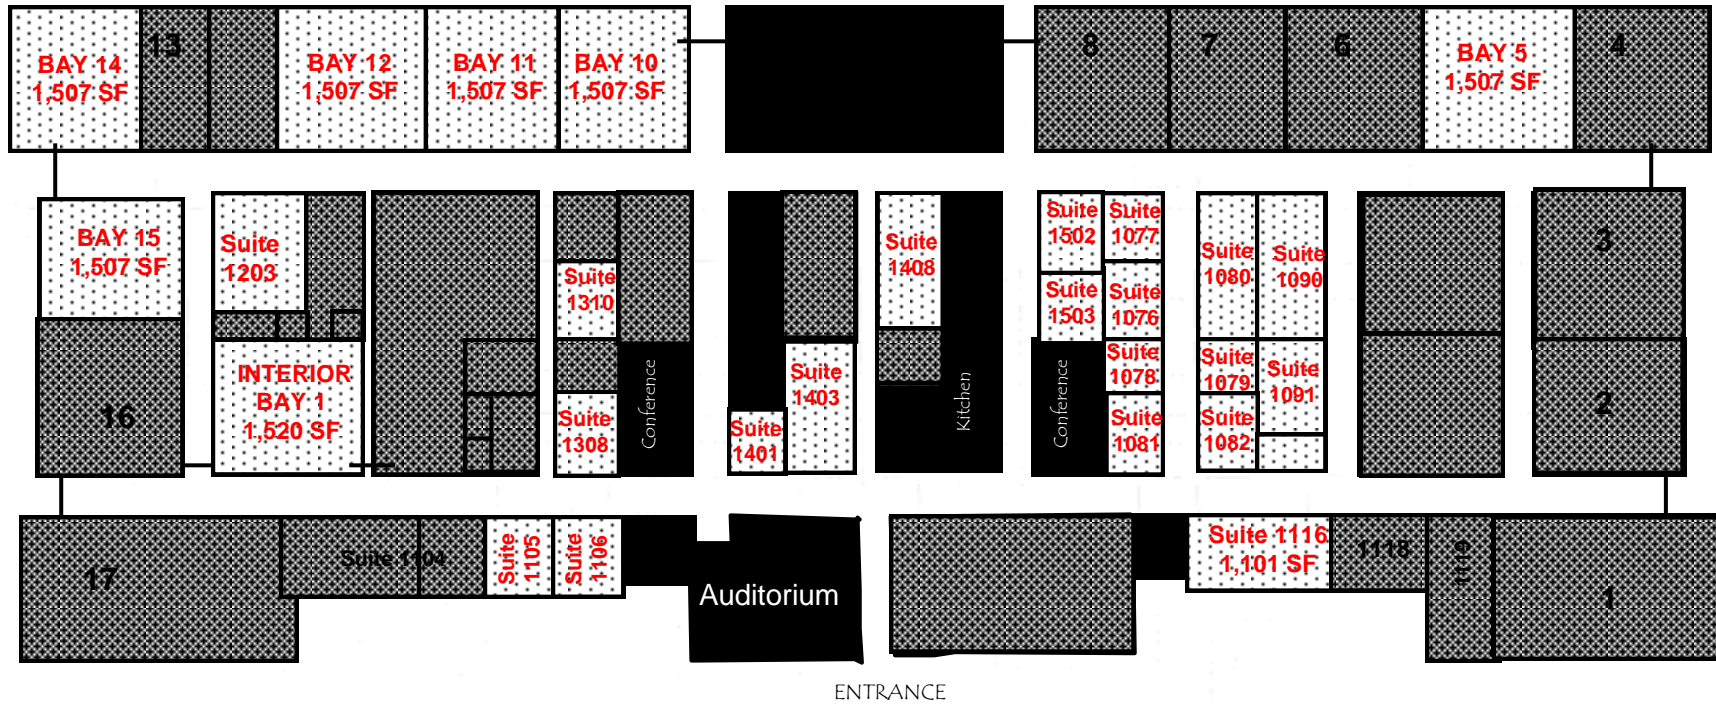 BAY 14
1,507 SF
13
BAY 12
1,507 SF
BAY 11
1,507 SF
BAY 10
1,507 SF
8
7
6
BAY 5
1,507 SF
4
BAY 15
1,507 SF
Suite
1203
Suite
1310
Suite
1408
Suite
1502
Suite
1077
Suite
1503
Suite
1076
Suite
1080
Suite
1090
3
16
INTERIOR
BAY 1
1,520 SF
Suite
1308
Conference
Suite
1401
Suite
1403
Kitchen
Conference
Suite
1078
Suite
1081
Suite
1079
Suite
1082
Suite
1091
2
17
Suite 1104
Suite
1105
Suite
1106
Auditorium
Suite 1116
1,101 SF
1118
1119
1
ENTRANCE